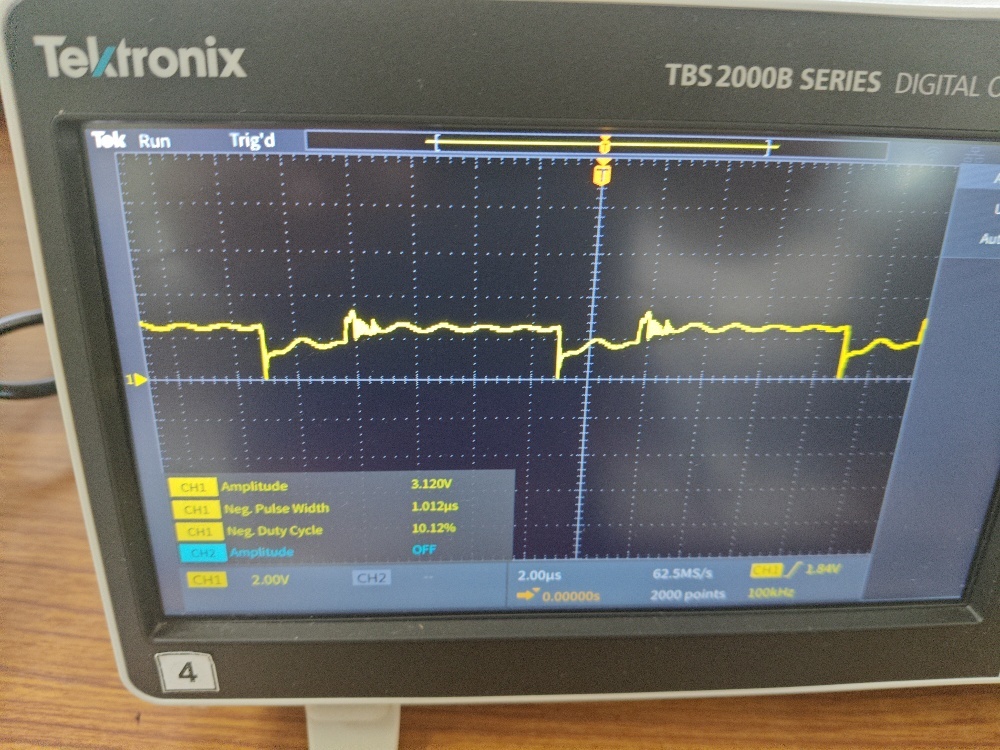 Tektronix
TBS 2000B SERIES DIGITAL
Tek Run Trig'd
T
T
1
CH1 Amplitude 3.120V
CH1 Neg. Pulse Width 1.012µs
CH1 Neg. Duty Cycle 10.12%
CH2 Amplitude OFF
CH1 2.00V CH2 -- 2.00µs 62.5MS/s CH1 1.84V
0.00000s 2000 points 100kHz
4